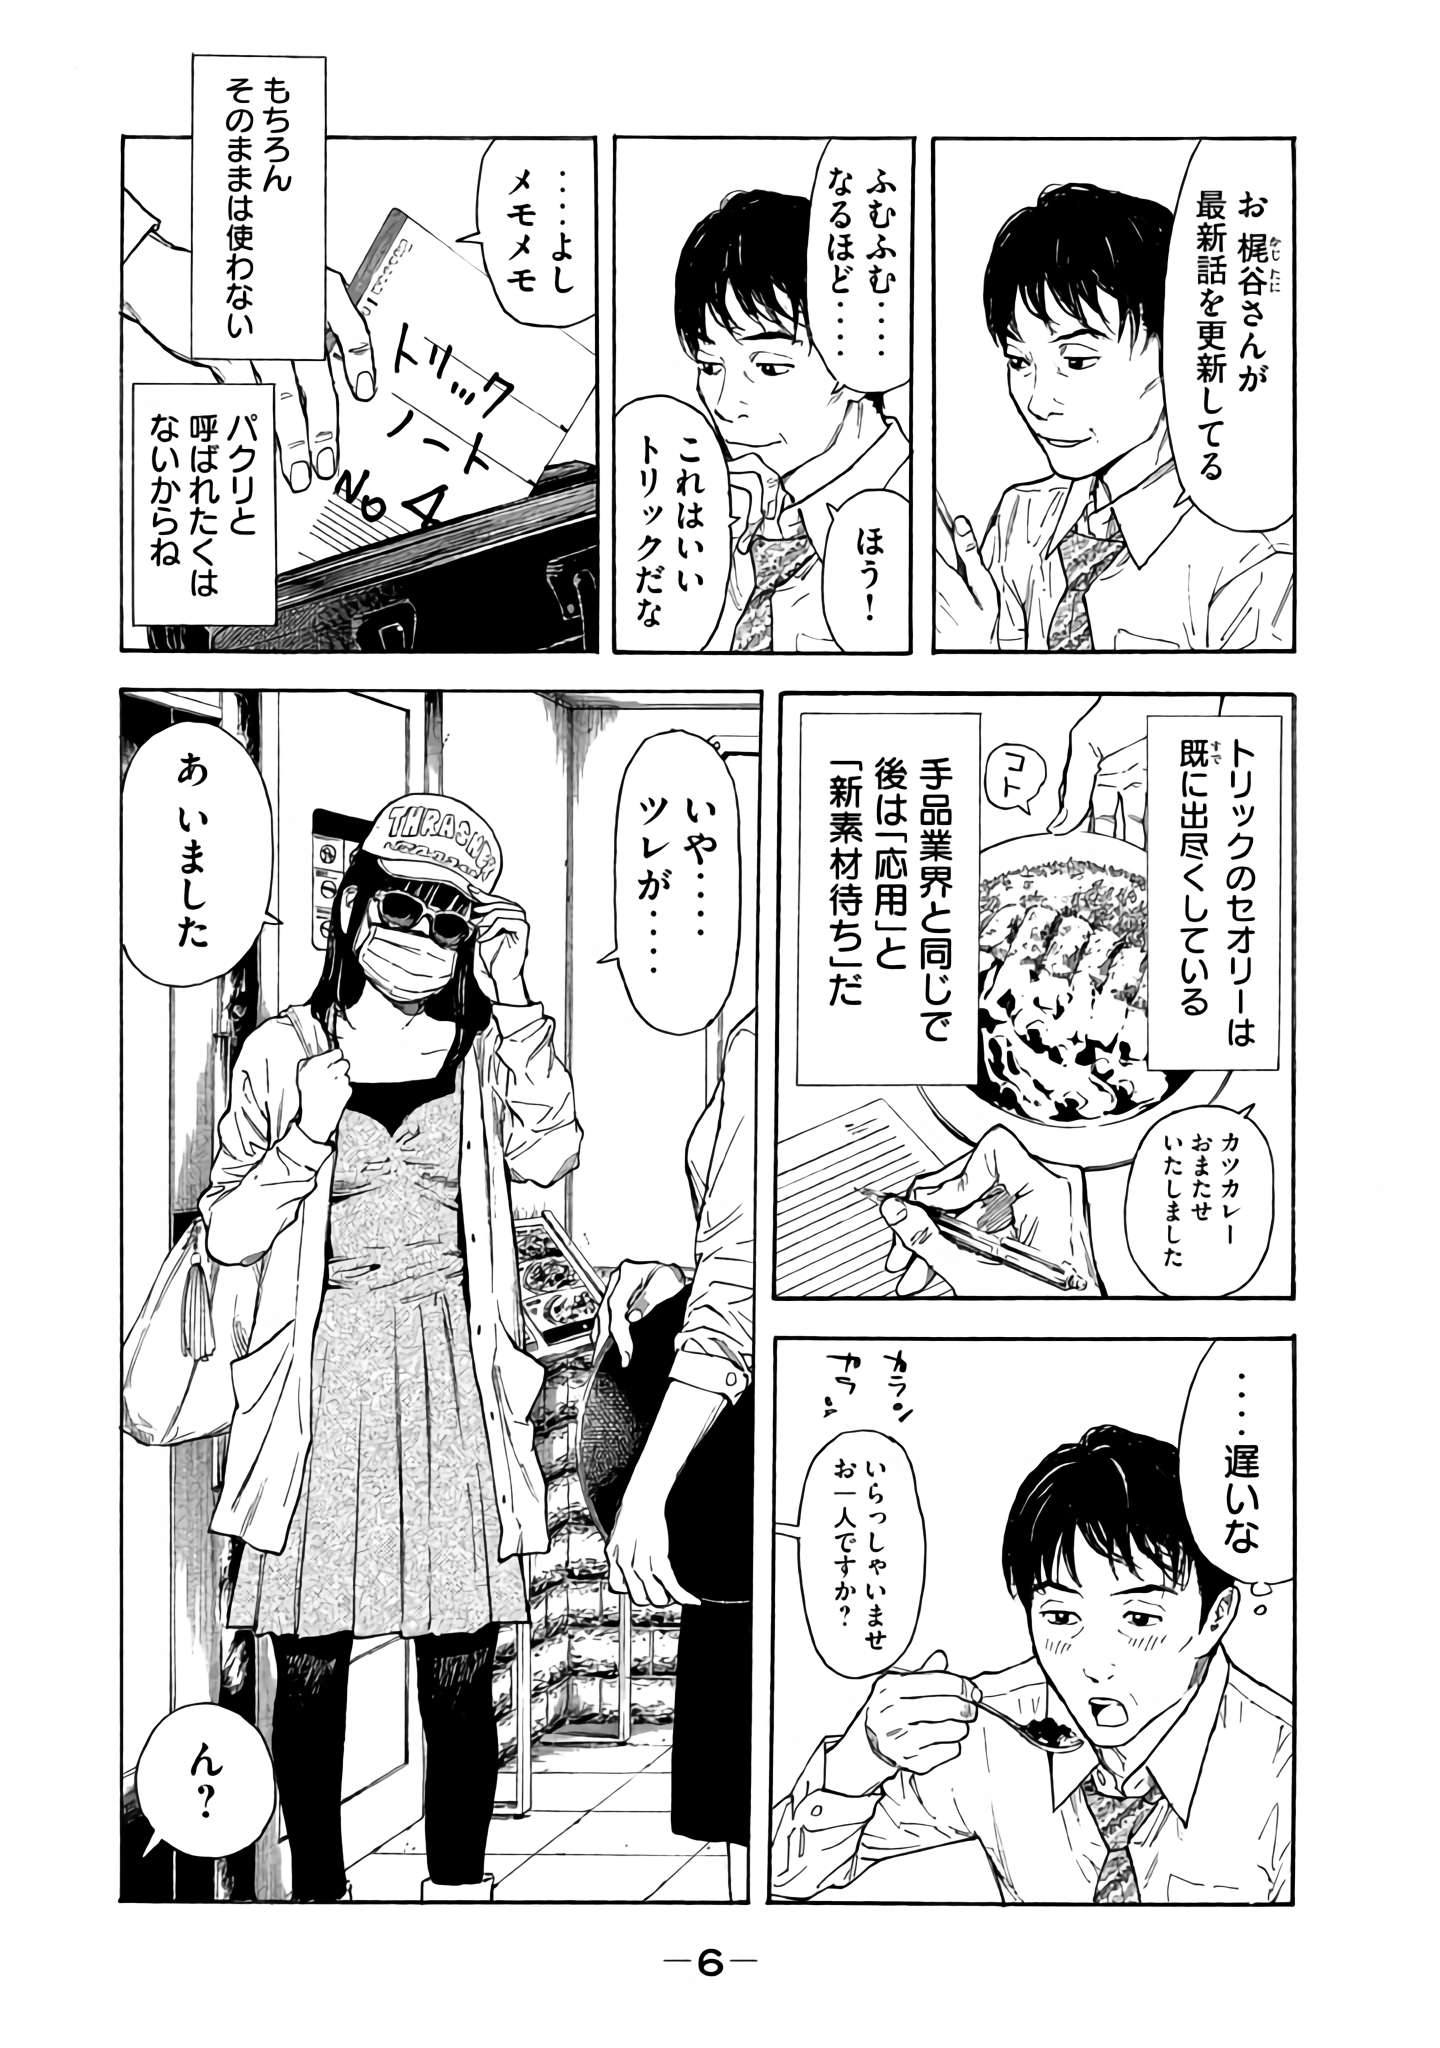 お 梶谷さんが
かじ たに
最新話を更新してる
ふむふむ‥‥
なるほど‥‥
ほう！
これはいい
トリックだな
‥‥よし
メモメモ
トリック
ノート
No 4
もちろん
そのままは使わない
パクリと
呼ばれたくは
ないからね
トリックのセオリーは
既に出尽くしている
すで
手品業界と同じで
後は「応用」と
「新素材待ち」だ
コト
カツカレー
おまたせ
いたしました
‥‥遅いな
カラン
カラン
いらっしゃいませ
お一人ですか？
いや‥‥
ツレが‥‥
THRASHER
あ いました
ん？
—6—